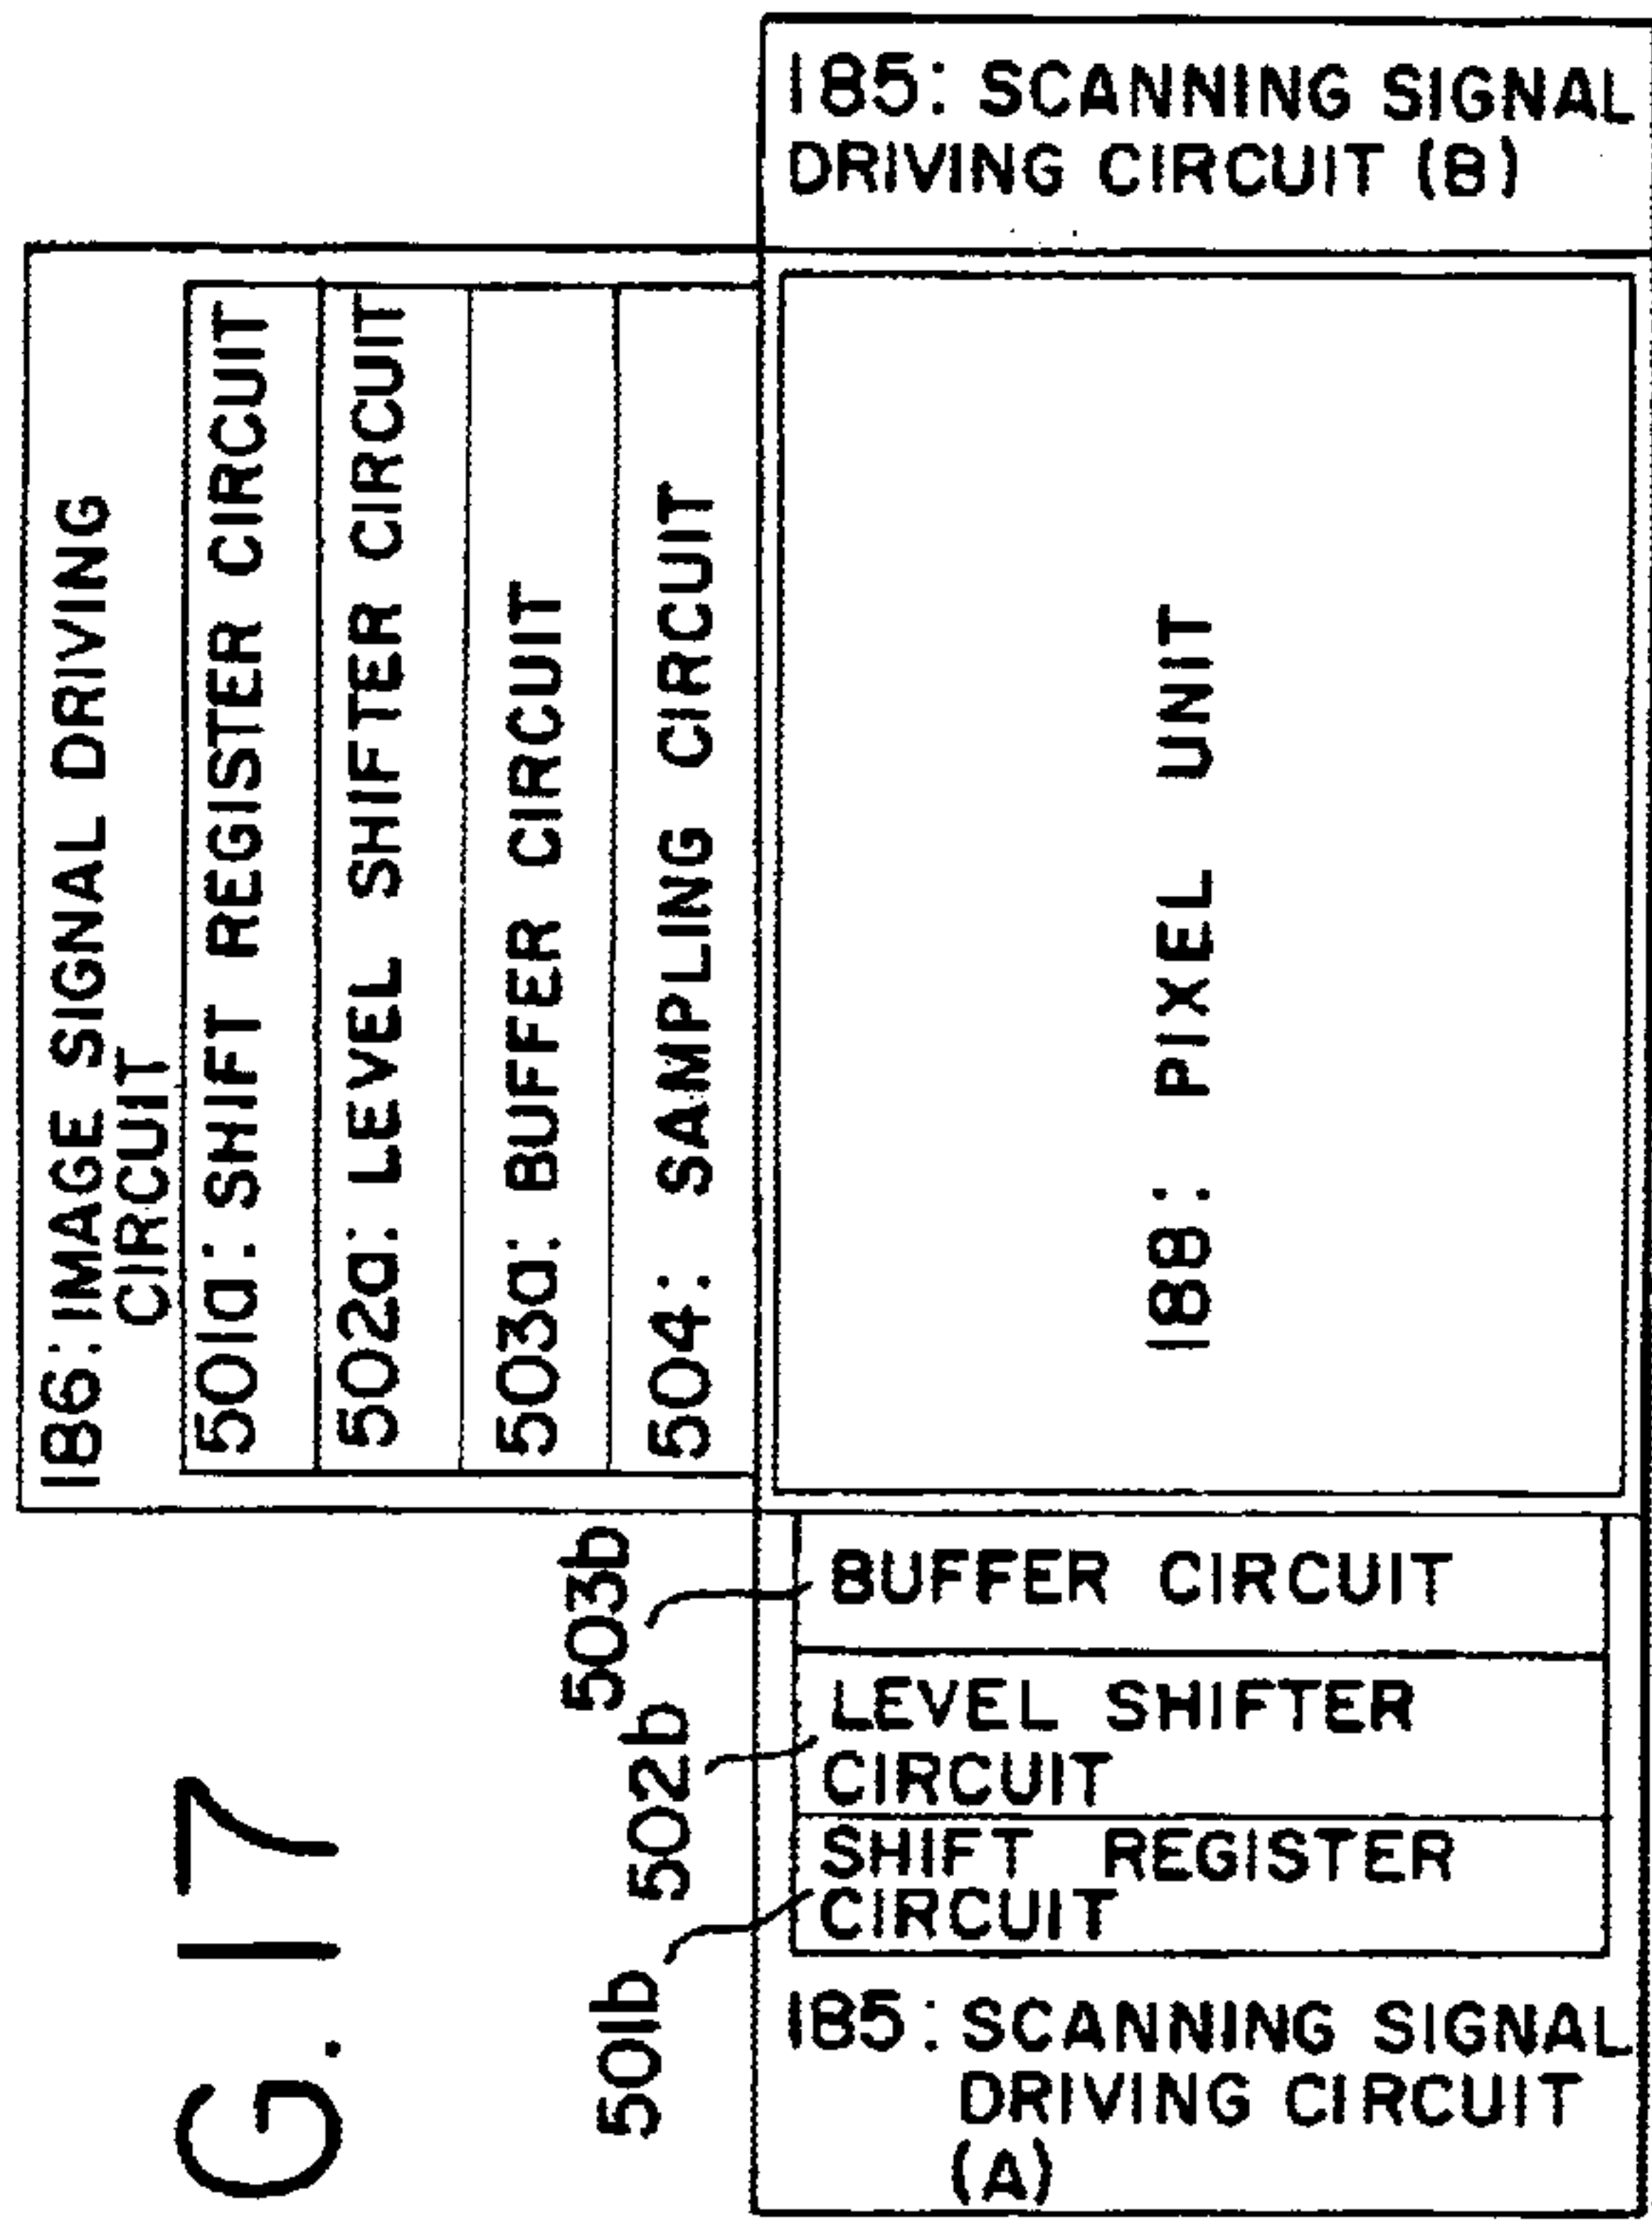 G.17
186: IMAGE SIGNAL DRIVING
CIRCUIT
501a: SHIFT REGISTER CIRCUIT
502a: LEVEL SHIFTER CIRCUIT
503a: BUFFER CIRCUIT
504: SAMPLING CIRCUIT
188: PIXEL UNIT
185: SCANNING SIGNAL
DRIVING CIRCUIT (B)
503b
BUFFER CIRCUIT
502b
LEVEL SHIFTER
CIRCUIT
501b
SHIFT REGISTER
CIRCUIT
185: SCANNING SIGNAL
DRIVING CIRCUIT
(A)